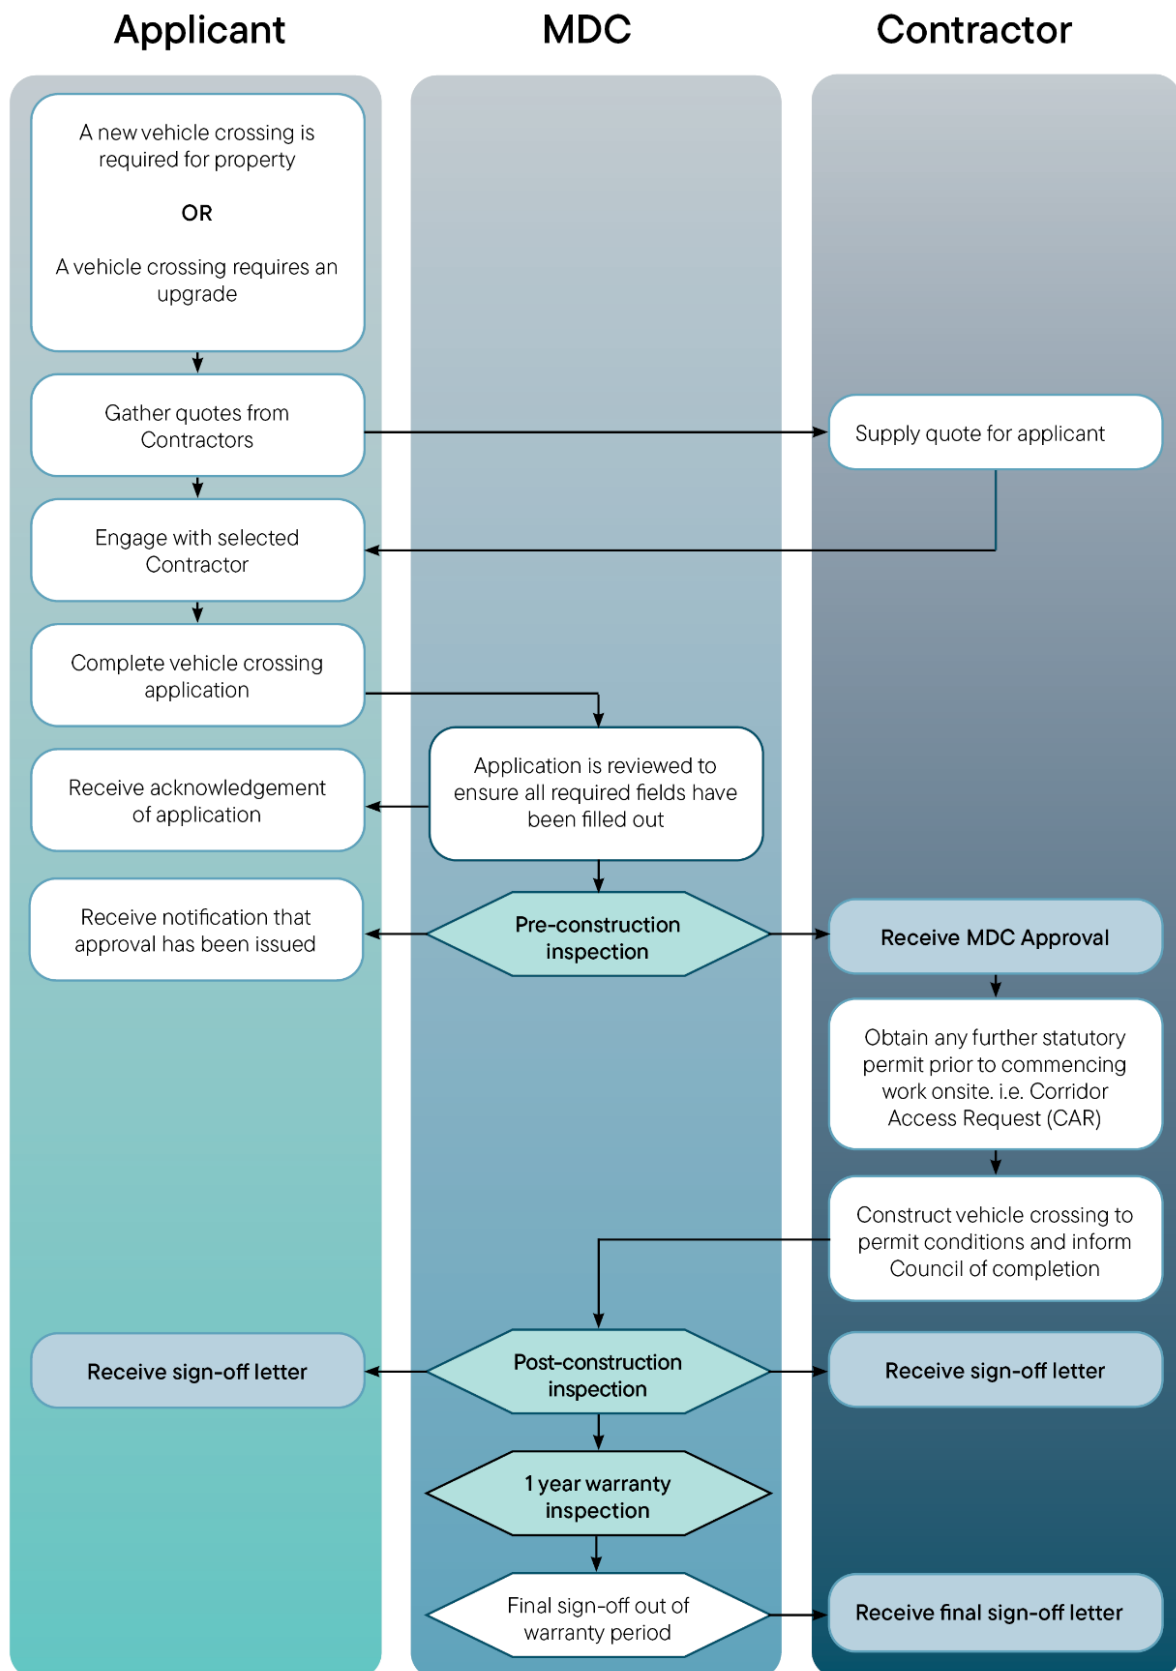 Applicant
MDC
Contractor
A new vehicle crossing is
required for property
OR
A vehicle crossing requires an
upgrade
Gather quotes from
Contractors
Supply quote for applicant
Engage with selected
Contractor
Complete vehicle crossing
application
Application is reviewed to
ensure all required fields have
been filled out
Receive acknowledgement
of application
Pre-construction
inspection
Receive notification that
approval has been issued
Receive MDC Approval
Obtain any further statutory
permit prior to commencing
work onsite. i.e. Corridor
Access Request (CAR)
Construct vehicle crossing to
permit conditions and inform
Council of completion
Post-construction
inspection
Receive sign-off letter
Receive sign-off letter
1 year warranty
inspection
Final sign-off out of
warranty period
Receive final sign-off letter